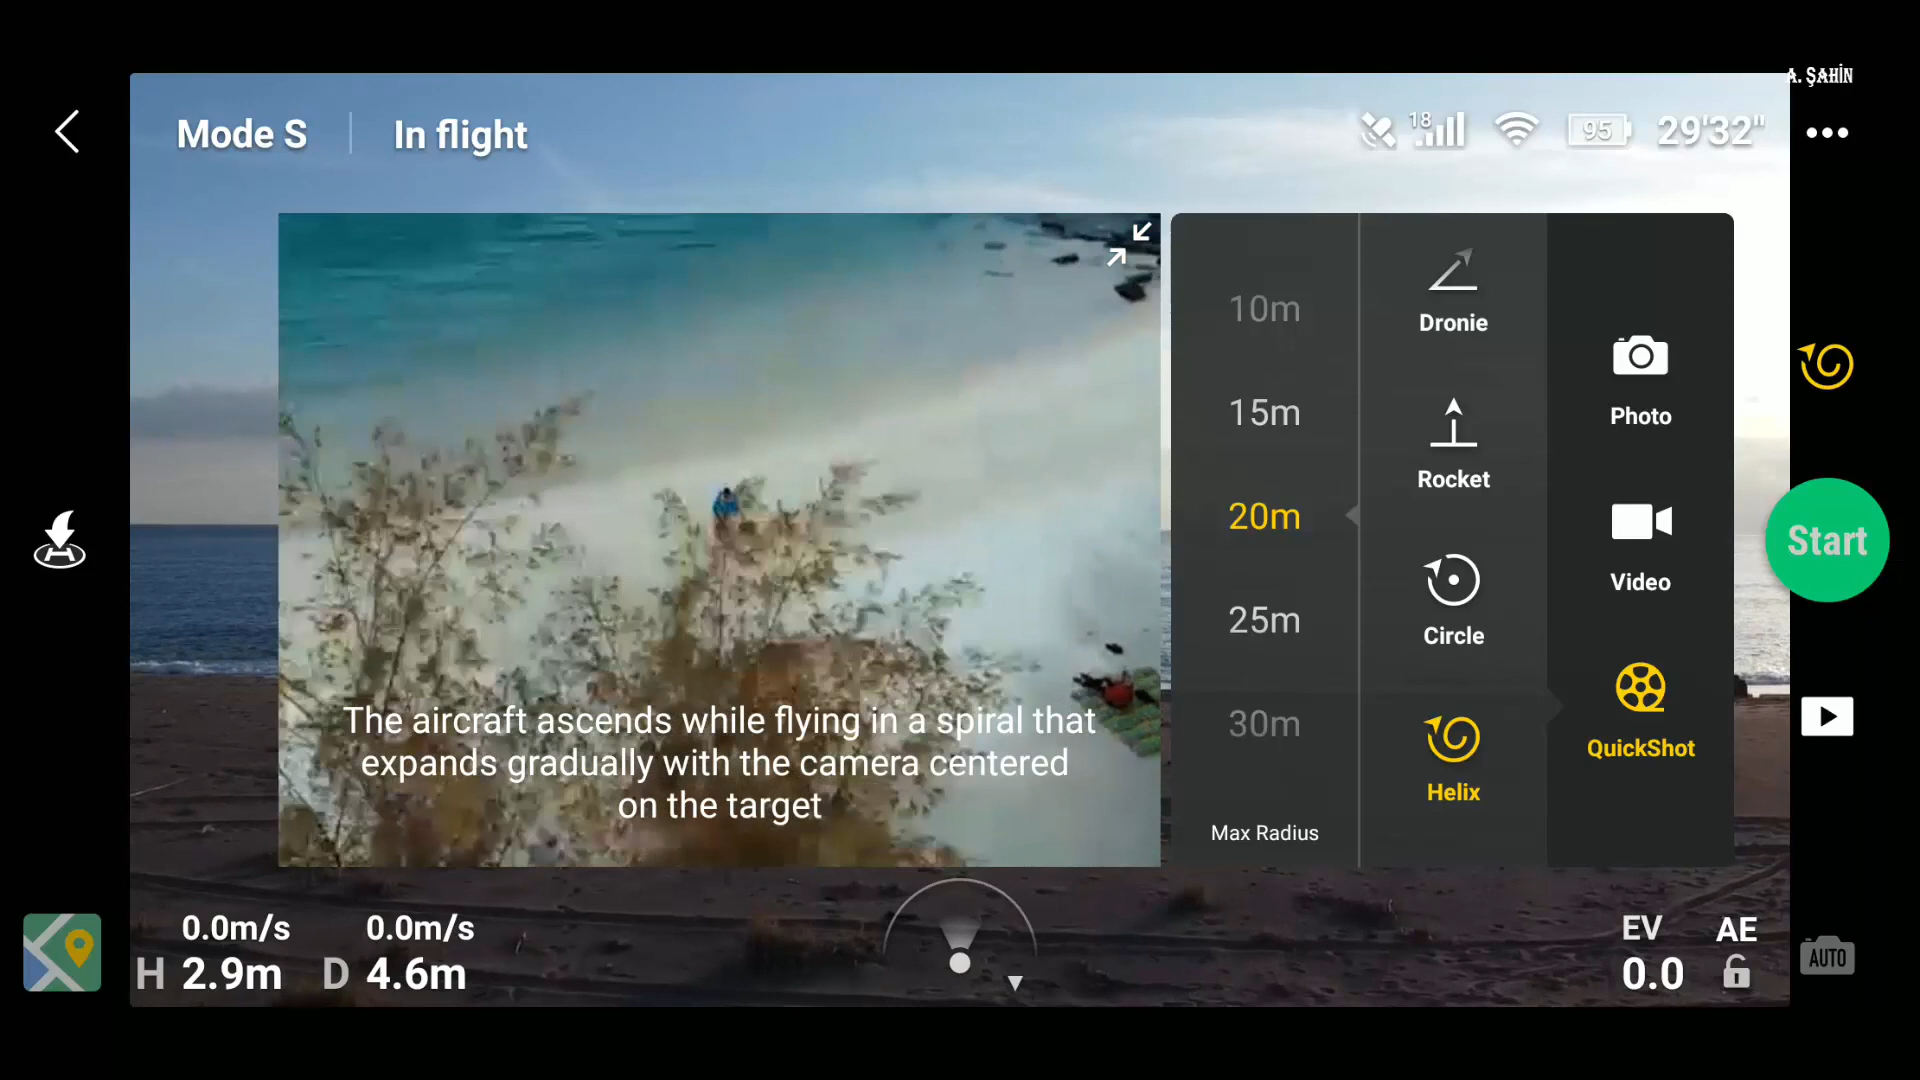 A. ŞAHİN
Mode S
In flight
18
95
29'32"
10m
15m
20m
25m
30m
Max Radius
Dronie
Rocket
Circle
Helix
Photo
Video
QuickShot
Start
The aircraft ascends while flying in a spiral that
expands gradually with the camera centered
on the target
0.0m/s
0.0m/s
H 2.9m
D 4.6m
EV
0.0
AE
AUTO